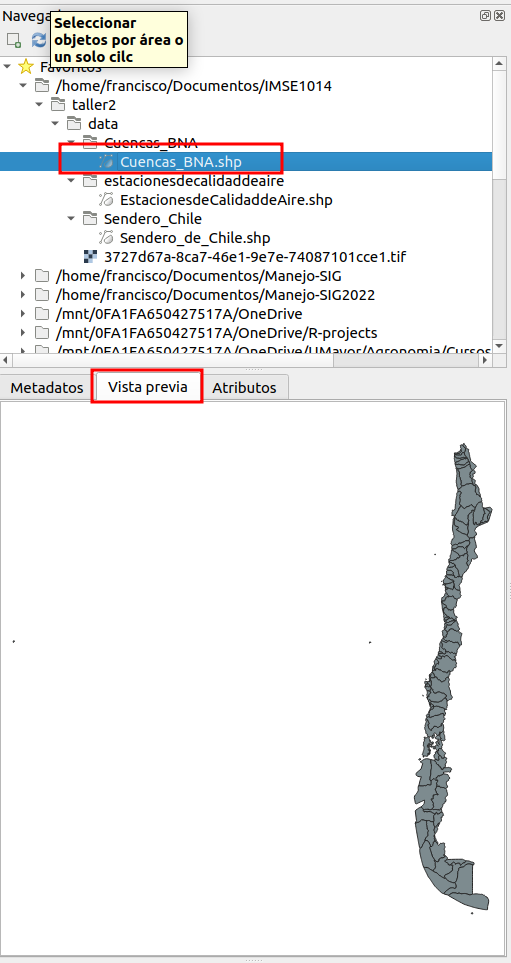 Navegad
Seleccionar
objetos por área o
un solo cilc
Favoritos
/home/francisco/Documentos/IMSE1014
taller2
data
Cuencas_BNA
Cuencas_BNA.shp
estacionesdecalidaddeaire
EstacionesdeCalidaddeAire.shp
Sendero_Chile
Sendero_de_Chile.shp
3727d67a-8ca7-46e1-9e7e-74087101cce1.tif
/home/francisco/Documentos/Manejo-SIG
/home/francisco/Documentos/Manejo-SIG2022
/mnt/0FA1FA650427517A/OneDrive
/mnt/0FA1FA650427517A/OneDrive/R-projects
/mnt/0FA1FA650427517A/OneDrive/UMayor/Agronomia/Cursos
Metadatos Vista previa Atributos